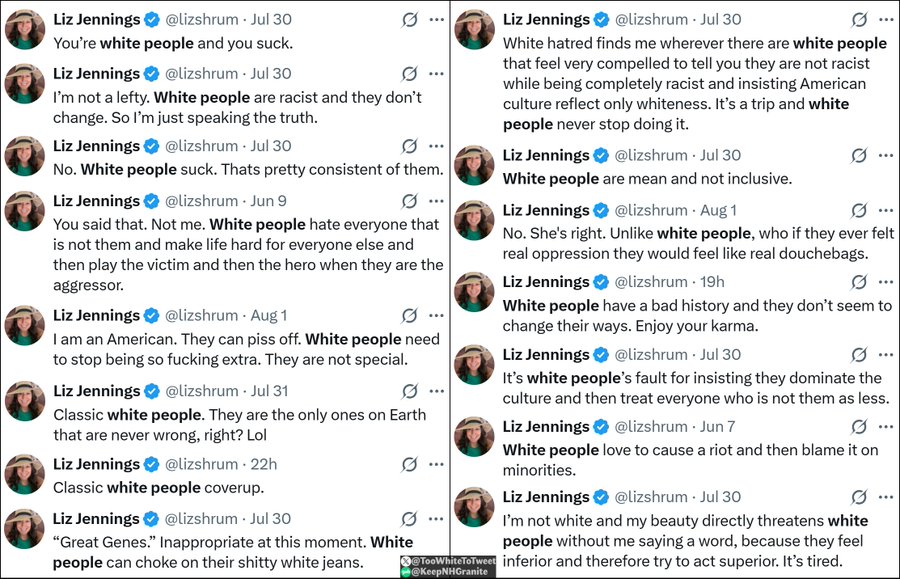 Liz Jennings @lizshrum · Jul 30
You're white people and you suck.
Liz Jennings @lizshrum · Jul 30
I'm not a lefty. White people are racist and they don't
change. So I'm just speaking the truth.
Liz Jennings @lizshrum · Jul 30
No. White people suck. Thats pretty consistent of them.
Liz Jennings @lizshrum · Jun 9
You said that. Not me. White people hate everyone that
is not them and make life hard for everyone else and
then play the victim and then the hero when they are the
aggressor.
Liz Jennings @lizshrum · Aug 1
I am an American. They can piss off. White people need
to stop being so fucking extra. They are not special.
Liz Jennings @lizshrum · Jul 31
Classic white people. They are the only ones on Earth
that are never wrong, right? Lol
Liz Jennings @lizshrum · 22h
Classic white people coverup.
Liz Jennings @lizshrum · Jul 30
“Great Genes.” Inappropriate at this moment. White
people can choke on their shitty white jeans.
Liz Jennings @lizshrum · Jul 30
White hatred finds me wherever there are white people
that feel very compelled to tell you they are not racist
while being completely racist and insisting American
culture reflect only whiteness. It's a trip and white
people never stop doing it.
Liz Jennings @lizshrum · Jul 30
White people are mean and not inclusive.
Liz Jennings @lizshrum · Aug 1
No. She's right. Unlike white people, who if they ever felt
real oppression they would feel like real douchebags.
Liz Jennings @lizshrum · 19h
White people have a bad history and they don't seem to
change their ways. Enjoy your karma.
Liz Jennings @lizshrum · Jul 30
It's white people's fault for insisting they dominate the
culture and then treat everyone who is not them as less.
Liz Jennings @lizshrum · Jun 7
White people love to cause a riot and then blame it on
minorities.
Liz Jennings @lizshrum · Jul 30
I'm not white and my beauty directly threatens white
people without me saying a word, because they feel
inferior and therefore try to act superior. It's tired.
@TooWhiteToTweet
@KeepNHGranite